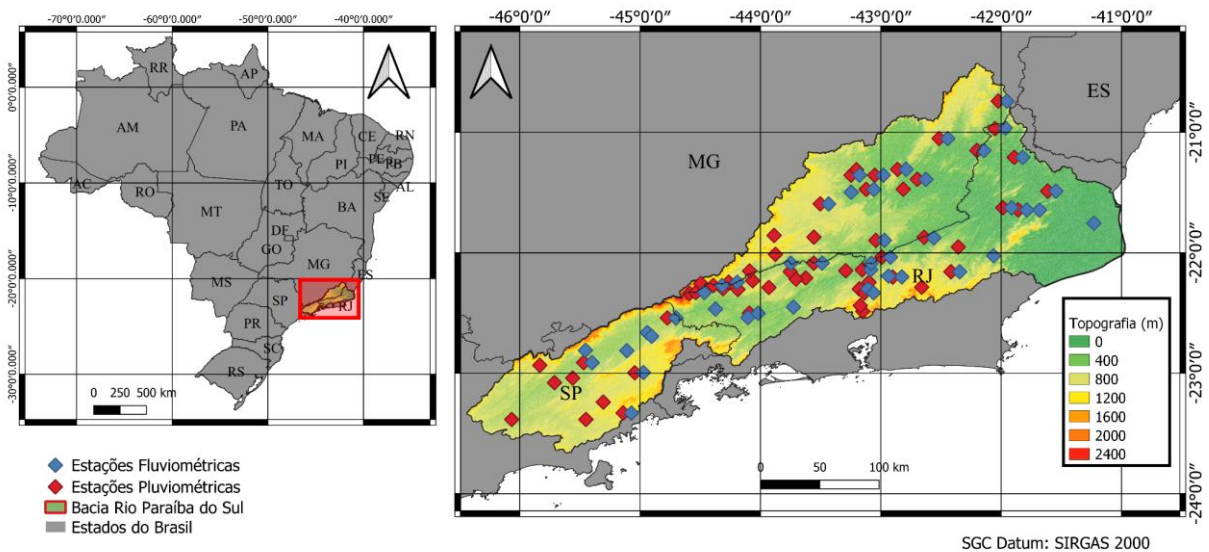 -70°0'0.000" -60°0'0.000" -50°0'0.000" -40°0'0.000"
0°0'0.000"
-10°0'0.000"
-20°0'0.000"
-30°0'0.000"
RR AP
AM PA MA CE RN
PI PE PB
AC RO TO AL
SE
MT BA
DF
GO
MG ES
MS
SP RJ
PR
SC
RS
0 250 500 km
Estações Fluviométricas
Estações Pluviométricas
Bacia Rio Paraíba do Sul
Estados do Brasil
-46°0'0" -45°0'0" -44°0'0" -43°0'0" -42°0'0" -41°0'0"
-21°0'0"
-22°0'0"
-23°0'0"
-24°0'0"
ES
MG
RJ
SP
Topografia (m)
0
400
800
1200
1600
2000
2400
0 50 100 km
SGC Datum: SIRGAS 2000